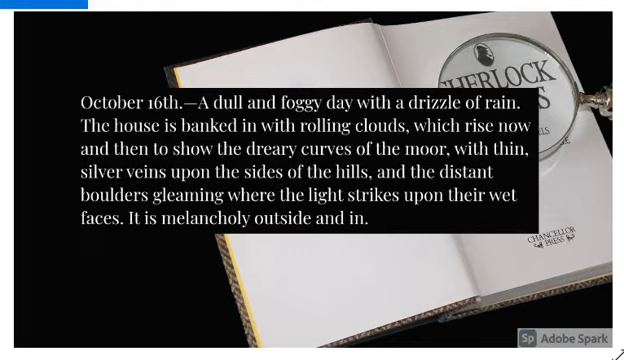 October 16th.—A dull and foggy day with a drizzle of rain.
The house is banked in with rolling clouds, which rise now
and then to show the dreary curves of the moor, with thin,
silver veins upon the sides of the hills, and the distant
boulders gleaming where the light strikes upon their wet
faces. It is melancholy outside and in.
SHERLOCK
CHANCELLOR
PRESS
Sp Adobe Spark